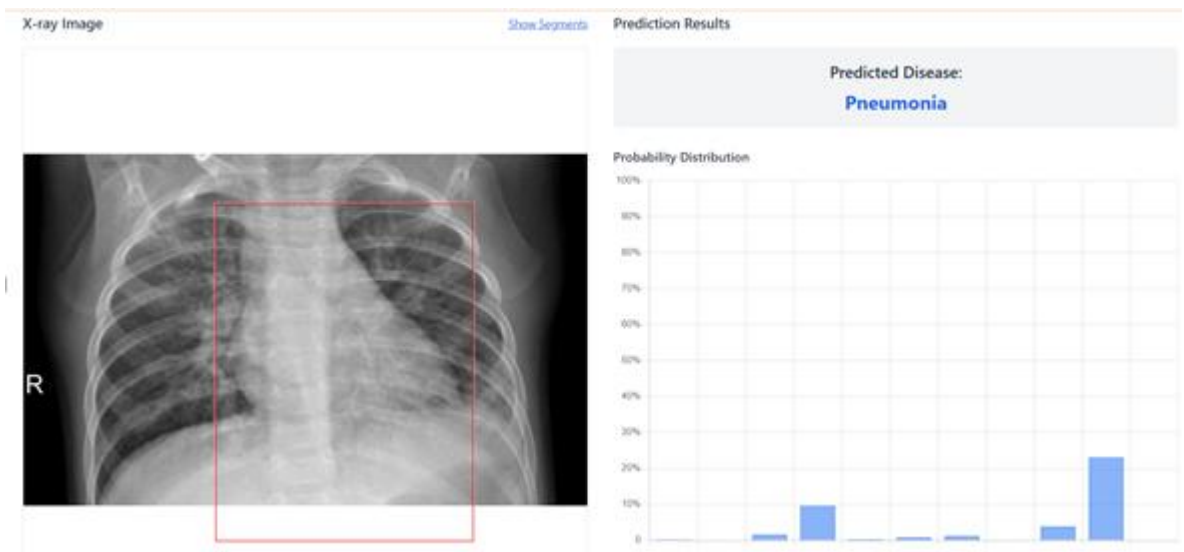 X-ray Image
Show Segments
Prediction Results
Predicted Disease:
Pneumonia
Probability Distribution
100%
90%
80%
70%
60%
50%
40%
30%
20%
10%
0
R